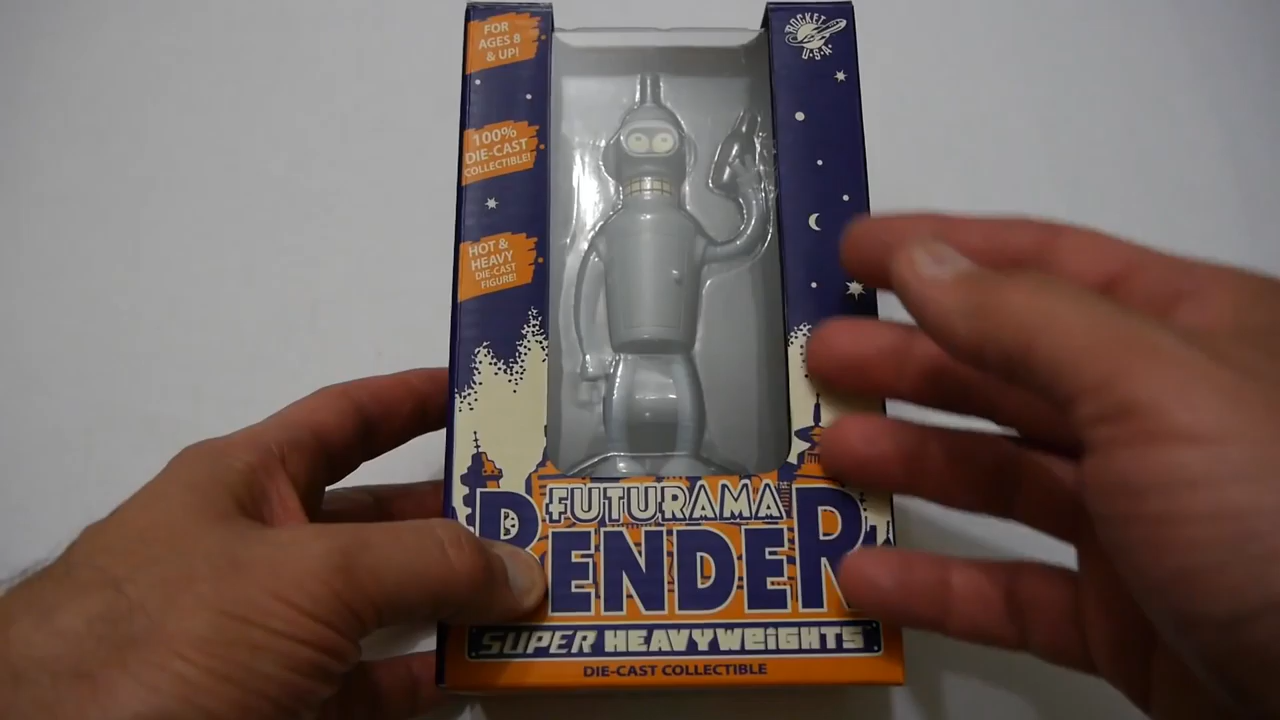 FOR
AGES 8
& UP!
ROCKET
U·S·A·
100%
DIE-CAST
COLLECTIBLE!
HOT &
HEAVY
DIE-CAST
FIGURE!
FUTURAMA™
BENDER
SUPER HEAVYWEiGHTS
DIE-CAST COLLECTIBLE